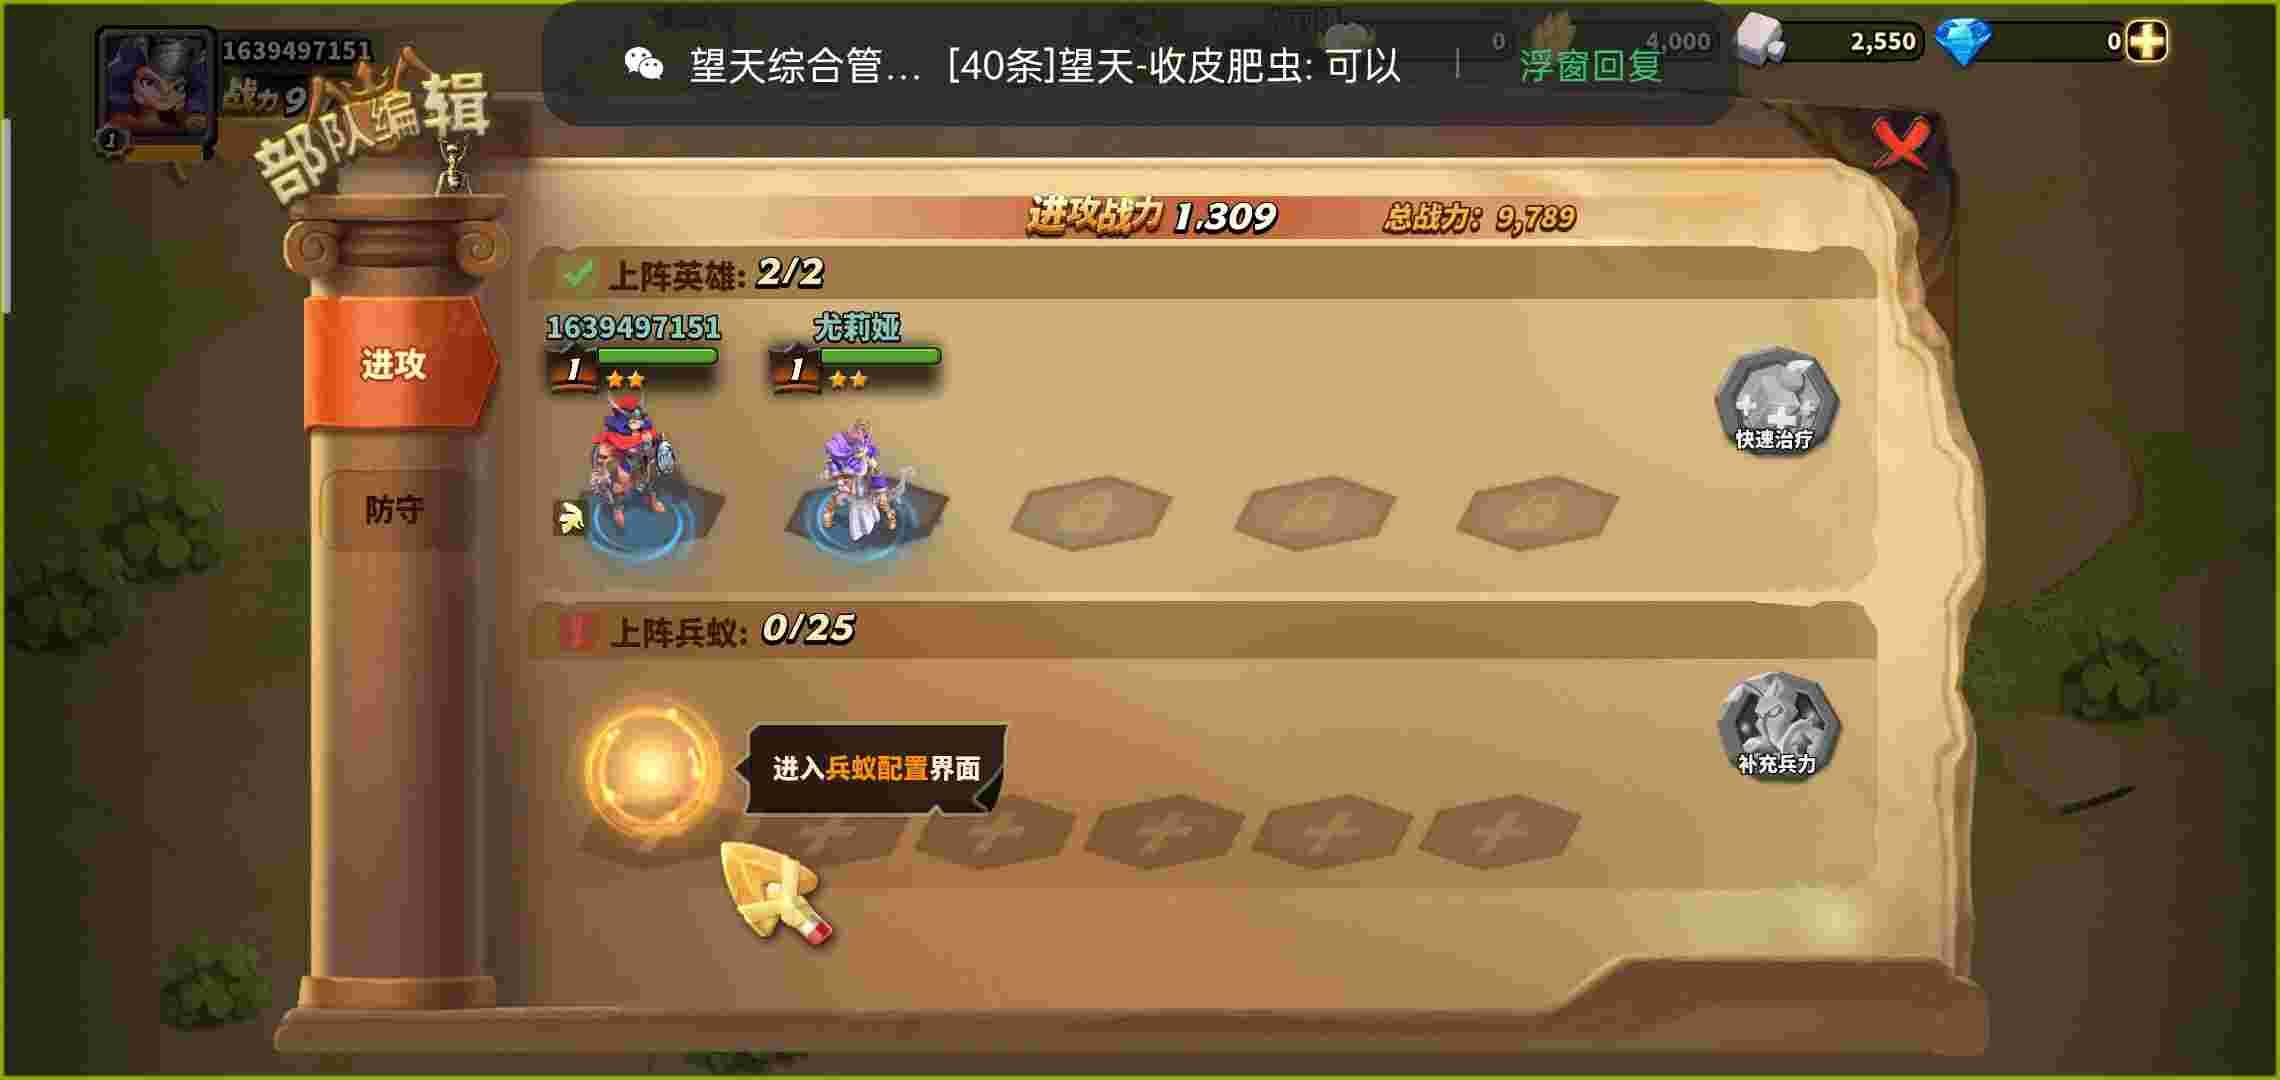 望天综合管... [40条]望天-收皮肥虫: 可以 | 浮窗回复
1639497151
战力 9
0
4,000
2,550
0
1
部队编辑
进攻战力 1,309
总战力: 9,789
上阵英雄: 2/2
进攻
防守
1639497151
1
尤莉娅
1
快速治疗
上阵兵蚁: 0/25
进入兵蚁配置界面
补充兵力